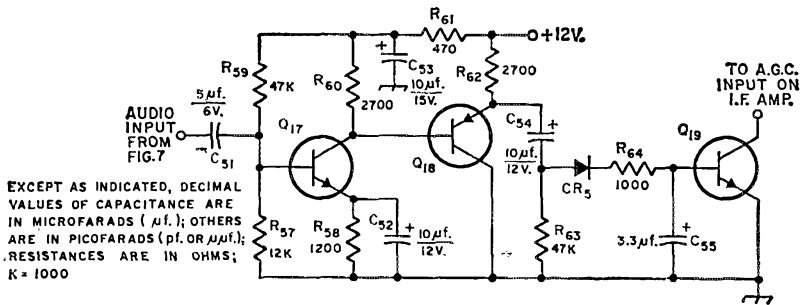 R61
470
+12V.
R59
47K
R60
2700
C53
10µf.
15V.
R62
2700
TO A.G.C.
INPUT ON
I.F. AMP.
5µf.
6V.
AUDIO
INPUT
FROM
FIG.7
C51
Q17
Q18
C54
10µf.
12V.
CR5
R64
1000
Q19
EXCEPT AS INDICATED, DECIMAL
VALUES OF CAPACITANCE ARE
IN MICROFARADS (µf.); OTHERS
ARE IN PICOFARADS (pf. OR µµf.);
RESISTANCES ARE IN OHMS;
K = 1000
R57
12K
R58
1200
C52
10µf.
12V.
R63
47K
3.3µf.
C55